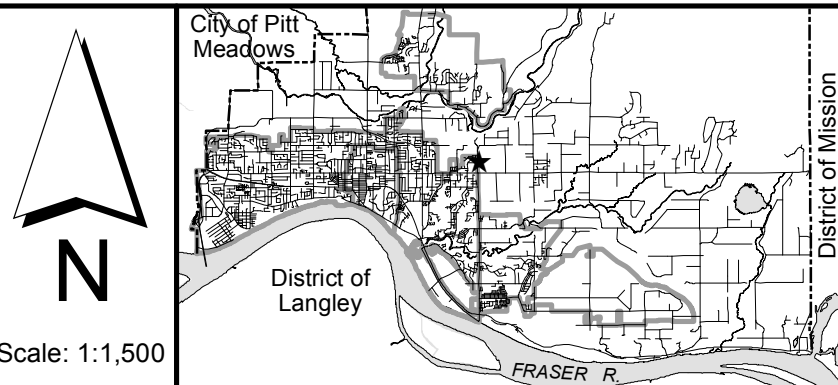 N
Scale: 1:1,500
City of Pitt
Meadows
District of
Langley
FRASER R.
District of Mission